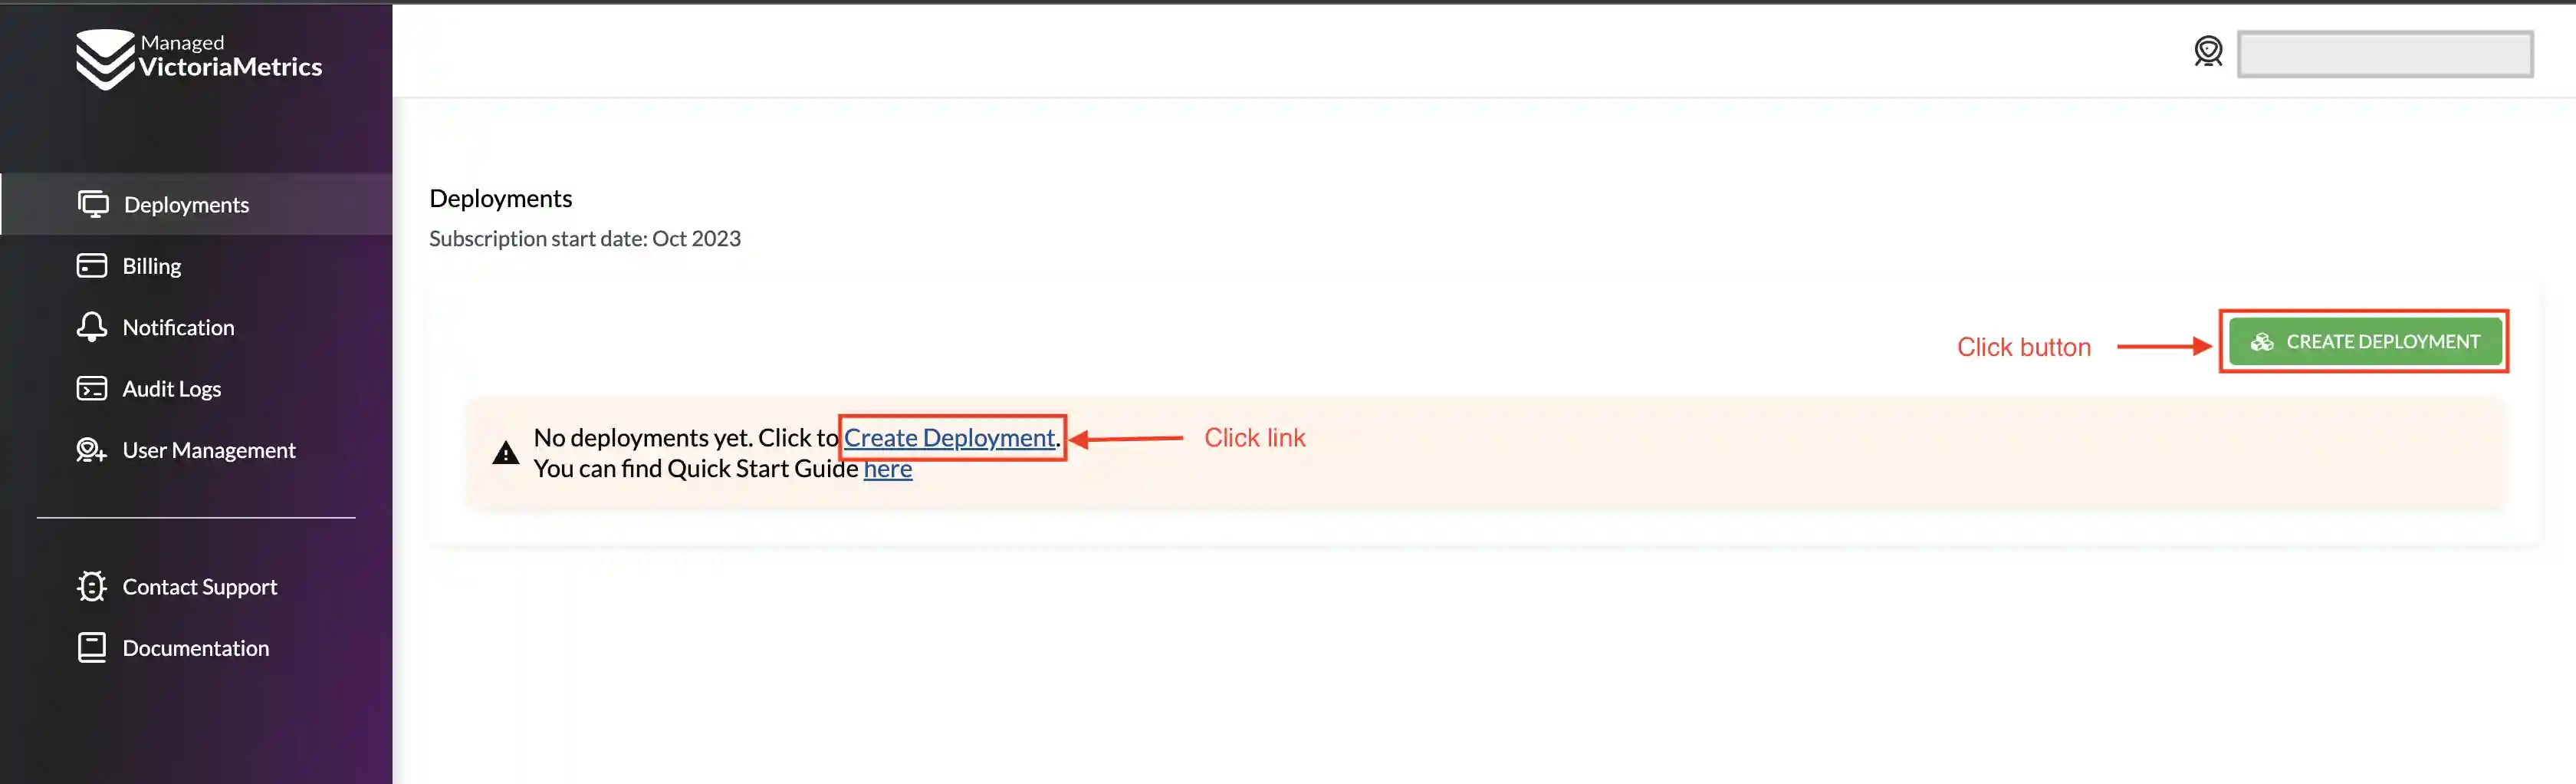 Managed
VictoriaMetrics
Deployments
Billing
Notification
Audit Logs
User Management
Contact Support
Documentation
Deployments
Subscription start date: Oct 2023
Click button
CREATE DEPLOYMENT
No deployments yet. Click to Create Deployment.
Click link
You can find Quick Start Guide here